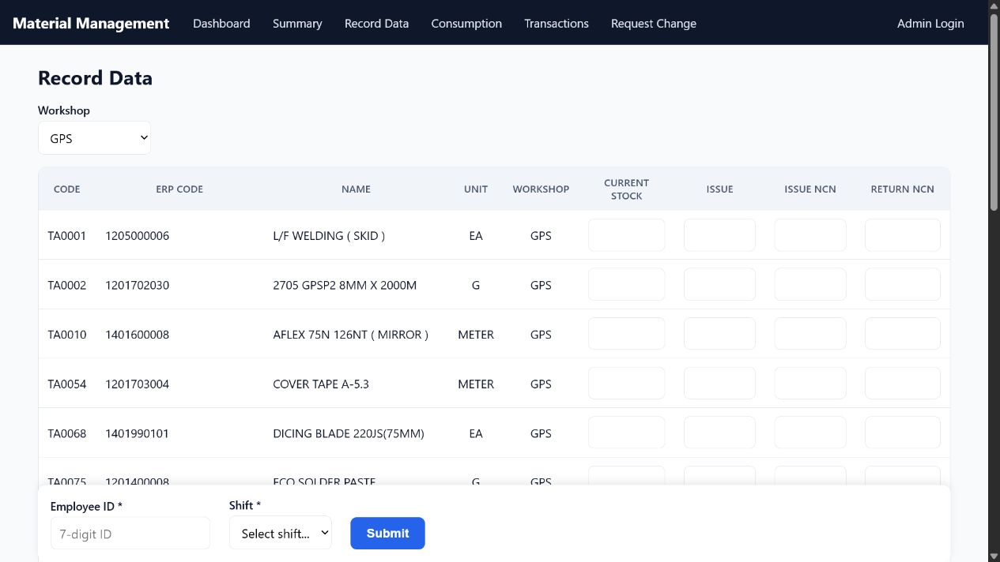 Material Management Dashboard Summary Record Data Consumption Transactions Request Change Admin Login
Record Data
Workshop
GPS
CODE ERP CODE NAME UNIT WORKSHOP CURRENT STOCK ISSUE ISSUE NCN RETURN NCN
TA0001 1205000006 L/F WELDING ( SKID ) EA GPS
TA0002 1201702030 2705 GPSP2 8MM X 2000M G GPS
TA0010 1401600008 AFLEX 75N 126NT ( MIRROR ) METER GPS
TA0054 1201703004 COVER TAPE A-5.3 METER GPS
TA0068 1401990101 DICING BLADE 220JS(75MM) EA GPS
TA0075 1201400008 ECO SOLDER PASTE G GPS
Employee ID * Shift *
7-digit ID Select shift... Submit